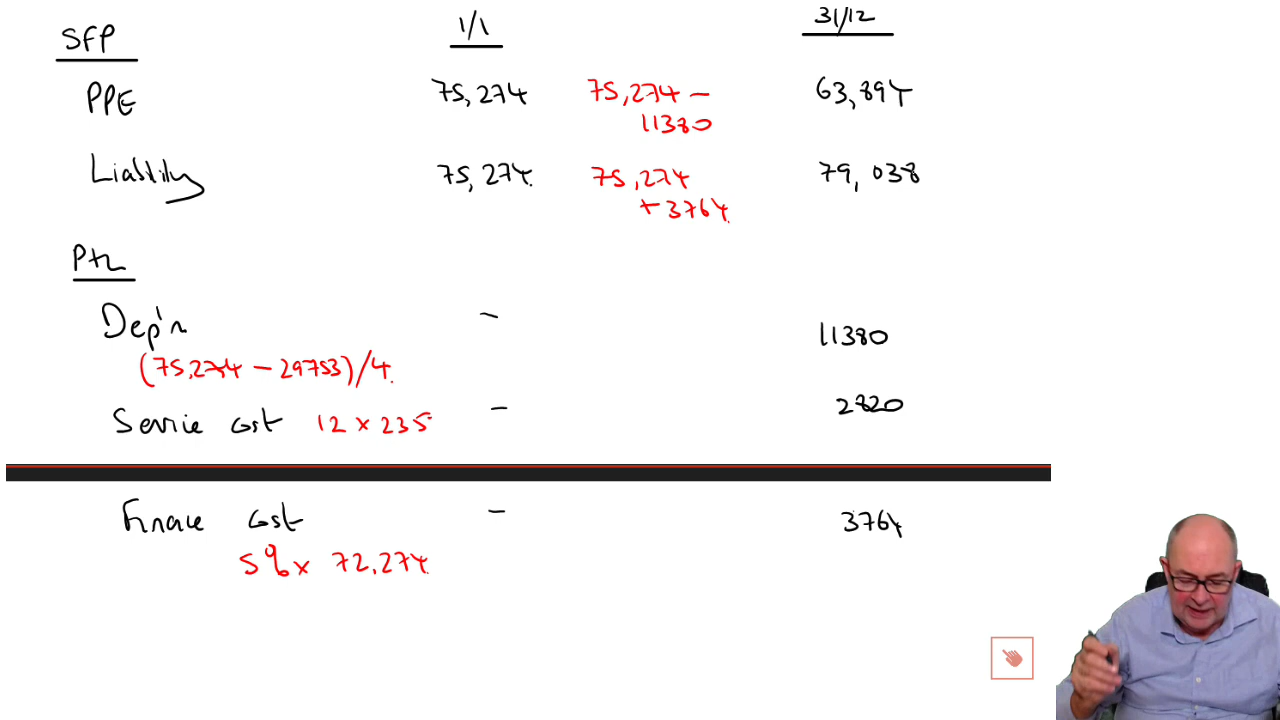 SFP 1/1 31/12
PPE 75,274 75,274 - 63,894
11380
Liability 75,274. 75,274 79,038
+3764.
P+L
Dep'n - 11380
(75,274 - 29753)/4.
Service cost 12 x 235 - 2820
Finance cost - 3764
5% x 72,274.